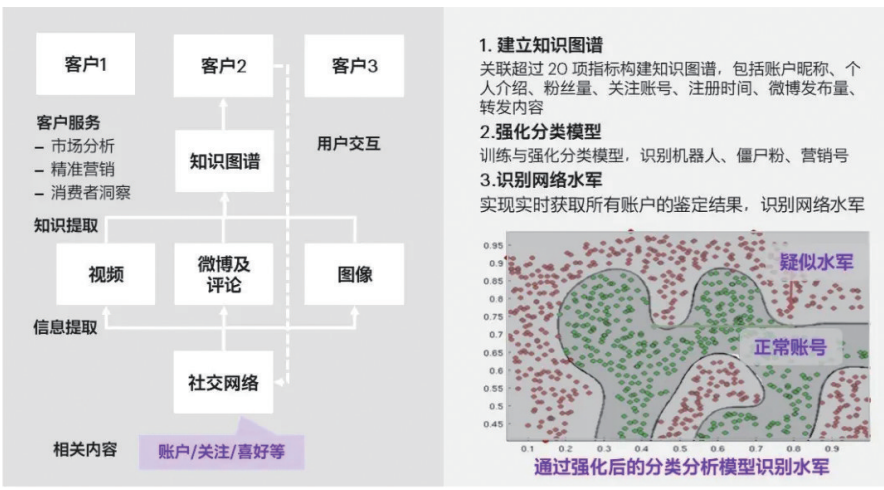 客户1
客户2
客户3
客户服务
– 市场分析
– 精准营销
– 消费者洞察
知识图谱
用户交互
知识提取
视频
微博及
评论
图像
信息提取
社交网络
相关内容
账户/关注/喜好等
1. 建立知识图谱
关联超过 20 项指标构建知识图谱，包括账户昵称、个
人介绍、粉丝量、关注账号、注册时间、微博发布量、
转发内容
2.强化分类模型
训练与强化分类模型，识别机器人、僵尸粉、营销号
3.识别网络水军
实现实时获取所有账户的鉴定结果，识别网络水军
0.95
0.9
0.85
0.8
0.75
0.7
0.65
0.6
0.55
0.5
0.45
疑似水军
正常账号
0.1 0.2 0.3 0.4 0.5 0.6 0.7 0.8 0.9
通过强化后的分类分析模型识别水军